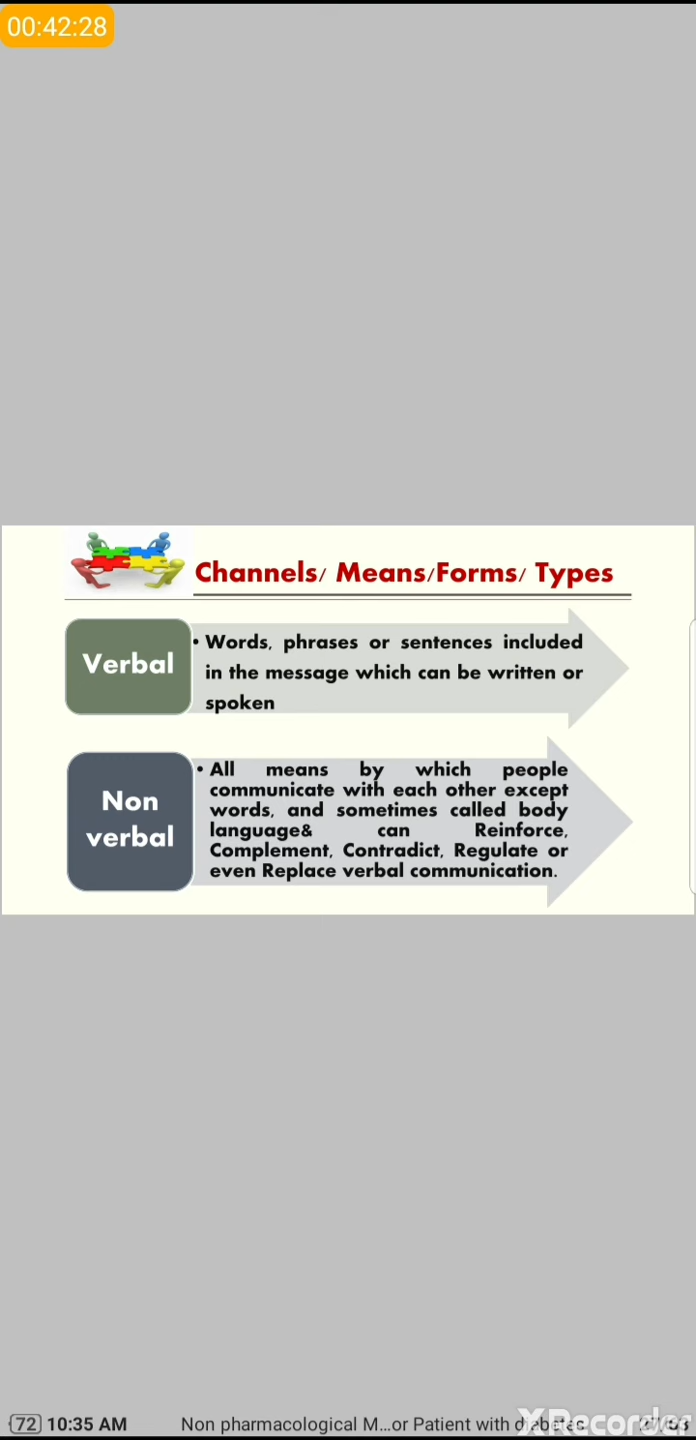 00:42:28
Channels/ Means/Forms/ Types
Verbal
• Words, phrases or sentences included
in the message which can be written or
spoken
Non
verbal
• All means by which people
communicate with each other except
words, and sometimes called body
language& can Reinforce,
Complement, Contradict, Regulate or
even Replace verbal communication.
72 10:35 AM Non pharmacological M...or Patient with diabetes
XRecorder